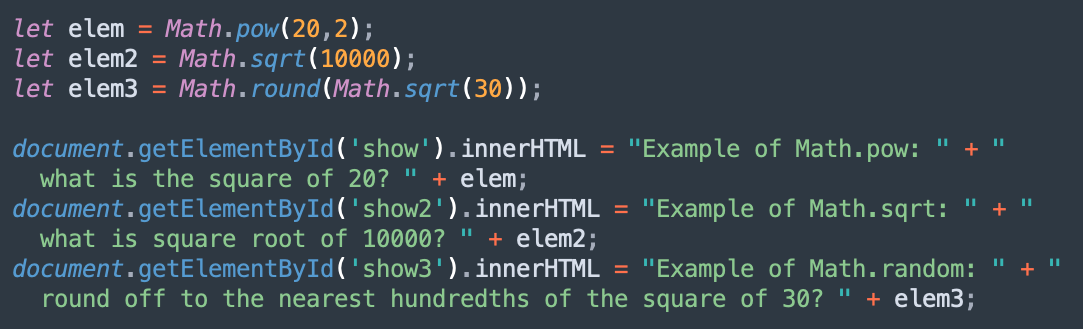 let elem = Math.pow(20,2);
let elem2 = Math.sqrt(10000);
let elem3 = Math.round(Math.sqrt(30));

document.getElementById('show').innerHTML = "Example of Math.pow: " + "
  what is the square of 20? " + elem;
document.getElementById('show2').innerHTML = "Example of Math.sqrt: " + "
  what is square root of 10000? " + elem2;
document.getElementById('show3').innerHTML = "Example of Math.random: " + "
  round off to the nearest hundredths of the square of 30? " + elem3;